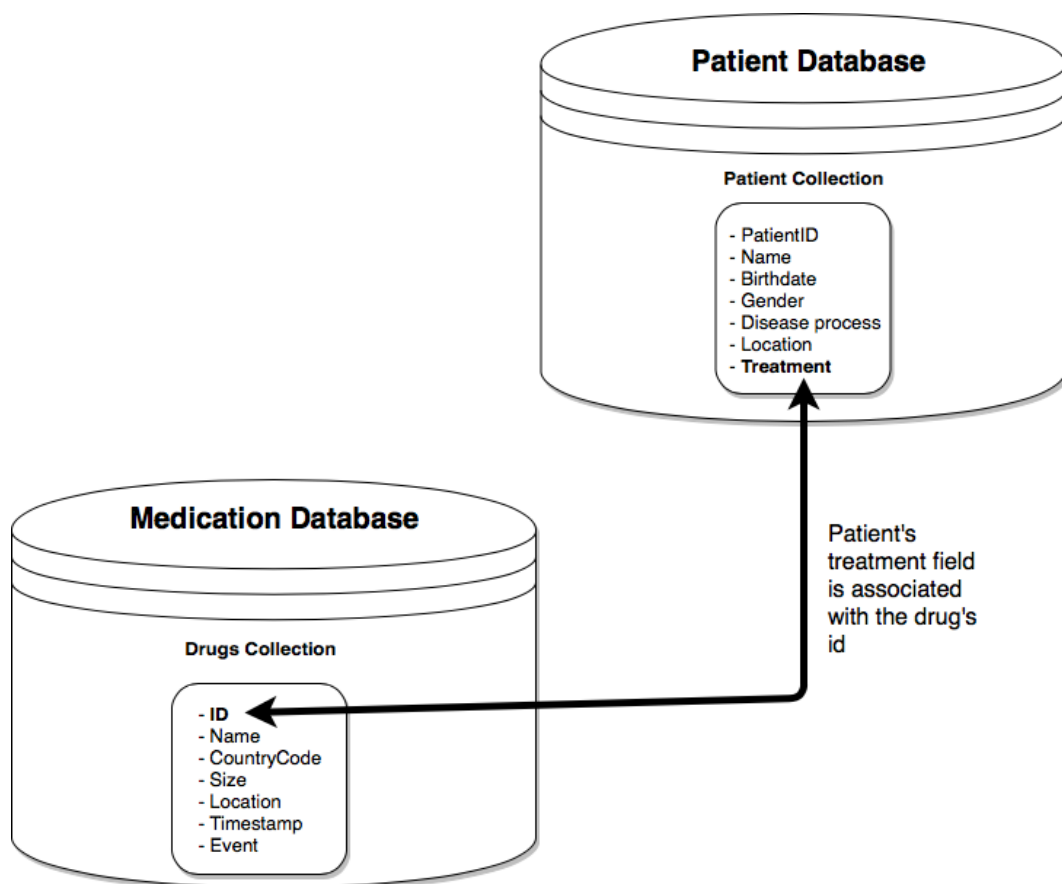 Patient Database
Patient Collection
- PatientID
- Name
- Birthdate
- Gender
- Disease process
- Location
- Treatment
Patient's
treatment field
is associated
with the drug's
id
Medication Database
Drugs Collection
- ID
- Name
- CountryCode
- Size
- Location
- Timestamp
- Event